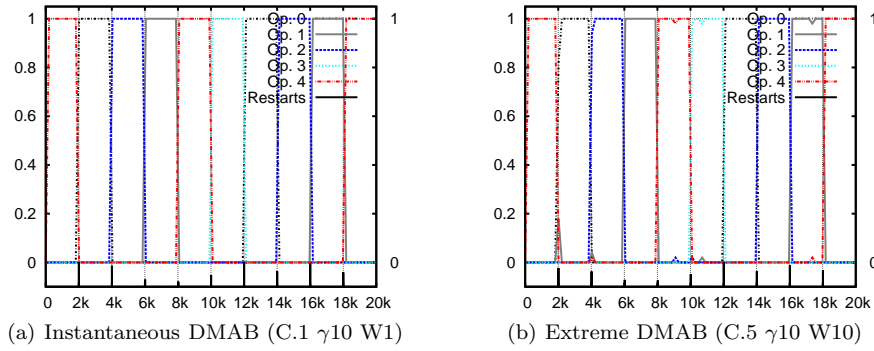 1
0.8
0.6
0.4
0.2
0
1
0
Op. 0
Op. 1
Op. 2
Op. 3
Op. 4
Restarts
0 2k 4k 6k 8k 10k 12k 14k 16k 18k 20k
(a) Instantaneous DMAB (C.1 γ10 W1)
1
0.8
0.6
0.4
0.2
0
1
0
Op. 0
Op. 1
Op. 2
Op. 3
Op. 4
Restarts
0 2k 4k 6k 8k 10k 12k 14k 16k 18k 20k
(b) Extreme DMAB (C.5 γ10 W10)